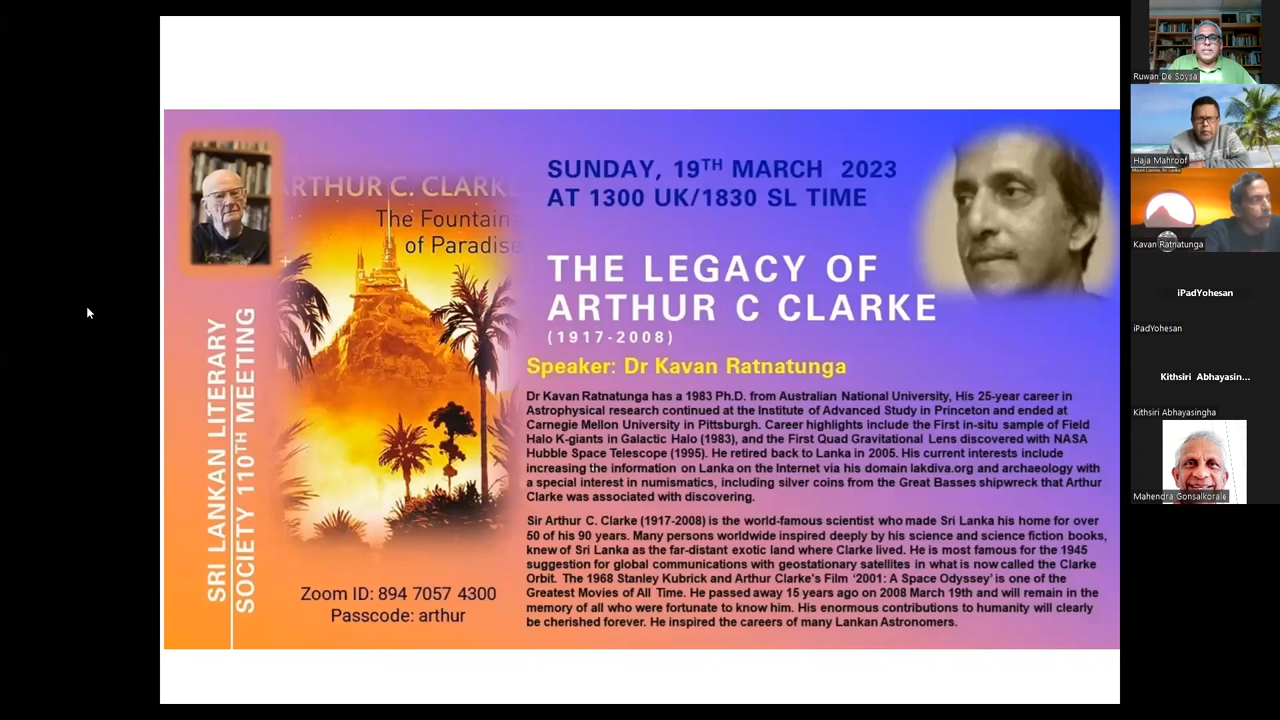 SUNDAY, 19TH MARCH 2023
AT 1300 UK/1830 SL TIME
ARTHUR C. CLARKE
The Fountain
of Paradise
THE LEGACY OF
ARTHUR C CLARKE
(1917-2008)
Speaker: Dr Kavan Ratnatunga
Dr Kavan Ratnatunga has a 1983 Ph.D. from Australian National University, His 25-year career in
Astrophysical research continued at the Institute of Advanced Study in Princeton and ended at
Carnegie Mellon University in Pittsburgh. Career highlights include the First in-situ sample of Field
Halo K-giants in Galactic Halo (1983), and the First Quad Gravitational Lens discovered with NASA
Hubble Space Telescope (1995). He retired back to Lanka in 2005. His current interests include
increasing the information on Lanka on the Internet via his domain lakdiva.org and archaeology with
a special interest in numismatics, including silver coins from the Great Basses shipwreck that Arthur
Clarke was associated with discovering.
Sir Arthur C. Clarke (1917-2008) is the world-famous scientist who made Sri Lanka his home for over
50 of his 90 years. Many persons worldwide inspired deeply by his science and science fiction books,
knew of Sri Lanka as the far-distant exotic land where Clarke lived. He is most famous for the 1945
suggestion for global communications with geostationary satellites in what is now called the Clarke
Orbit. The 1968 Stanley Kubrick and Arthur Clarke's Film '2001: A Space Odyssey' is one of the
Greatest Movies of All Time. He passed away 15 years ago on 2008 March 19th and will remain in the
memory of all who were fortunate to know him. His enormous contributions to humanity will clearly
be cherished forever. He inspired the careers of many Lankan Astronomers.
SRI LANKAN LITERARY
SOCIETY 110TH MEETING
Zoom ID: 894 7057 4300
Passcode: arthur
Ruwan De Soysa
Haja Mahroof
Mount Lavinia, Sri Lanka
Kavan Ratnatunga
iPadYohesan
iPadYohesan
Kithsiri Abhayasin...
Kithsiri Abhayasingha
Mahendra Gonsalkorale